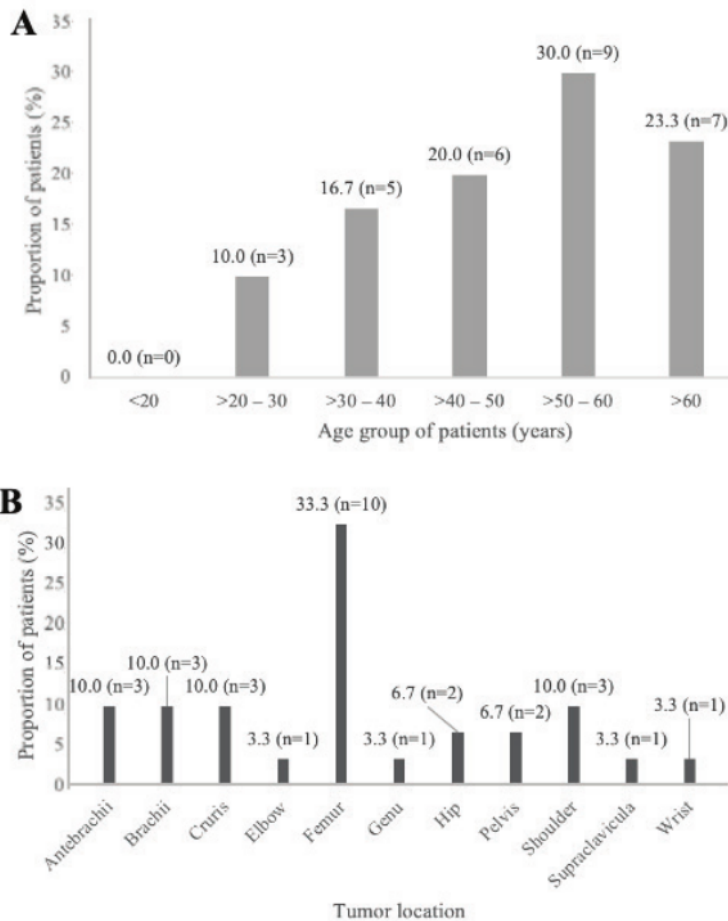 A
35
30.0 (n=9)
30
23.3 (n=7)
25
20.0 (n=6)
20
16.7 (n=5)
15
10.0 (n=3)
10
5
0.0 (n=0)
0
Proportion of patients (%)
<20 >20 – 30 >30 – 40 >40 – 50 >50 – 60 >60
Age group of patients (years)
B
35
33.3 (n=10)
30
25
20
15
10.0 (n=3)
10.0 (n=3) 10.0 (n=3) 10.0 (n=3)
10
6.7 (n=2)
6.7 (n=2)
3.3 (n=1)
5
3.3 (n=1) 3.3 (n=1) 3.3 (n=1)
0
Proportion of patients (%)
Antebrachii
Brachii
Cruris
Elbow
Femur
Genu
Hip
Pelvis
Shoulder
Supraclavicula
Wrist
Tumor location